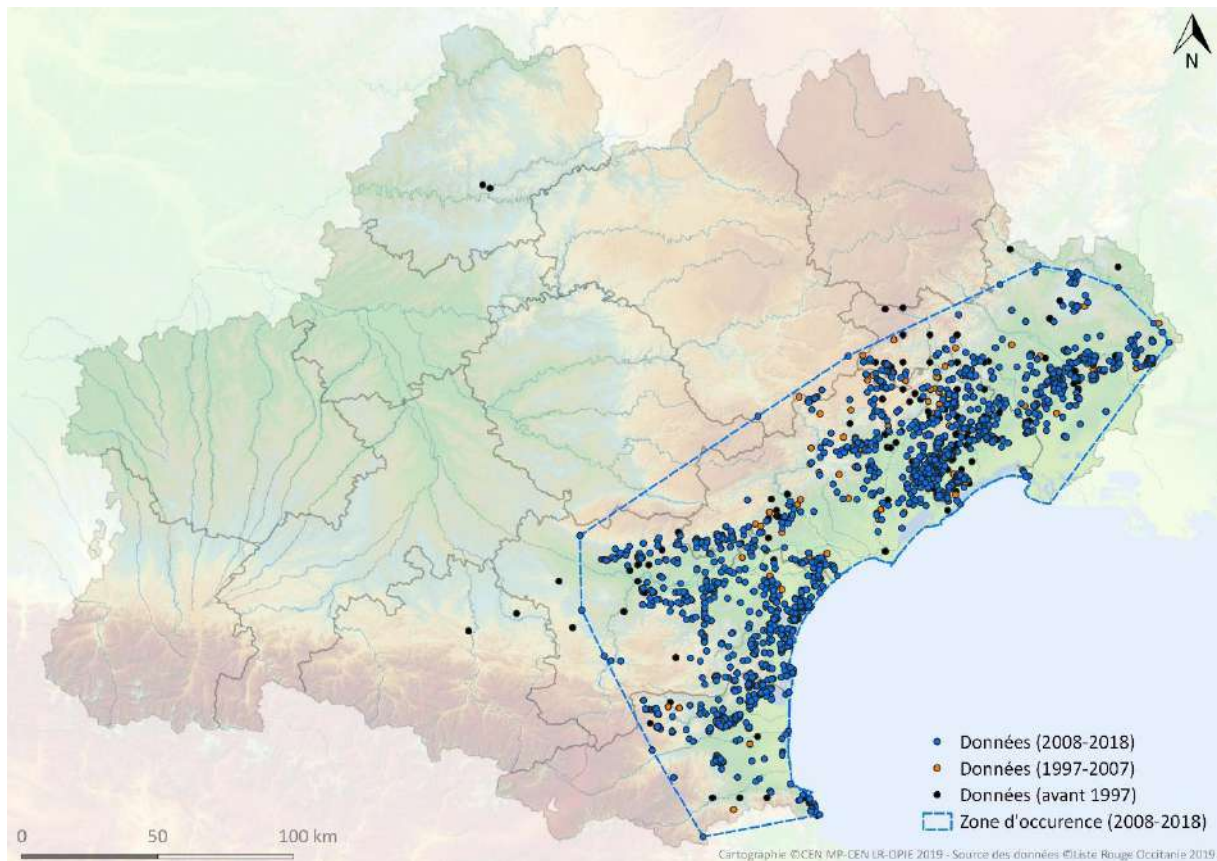 N
Données (2008-2018)
Données (1997-2007)
Données (avant 1997)
Zone d'occurence (2008-2018)
0 50 100 km
Cartographie ©CEN MP-CEN LR-OPIE 2019 - Source des données ©Liste Rouge Occitanie 2019